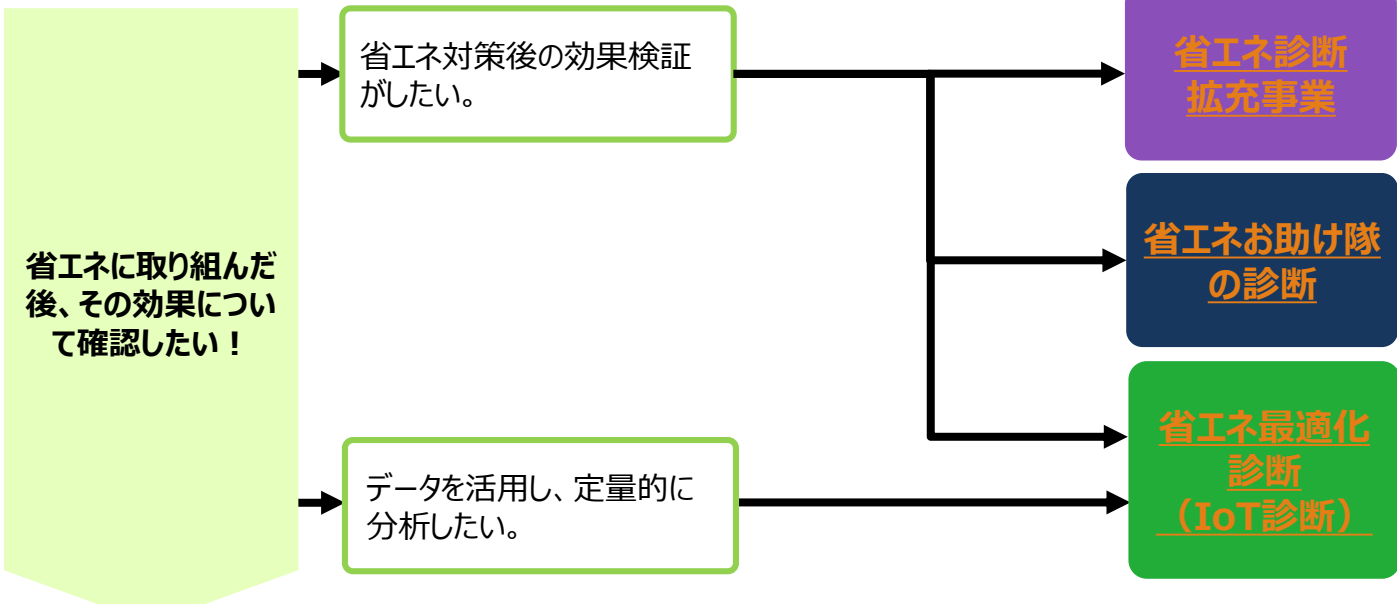 省エネに取り組んだ
後、その効果につい
て確認したい！
省エネ対策後の効果検証
がしたい。
データを活用し、定量的に
分析したい。
省エネ診断
拡充事業
省エネお助け隊
の診断
省エネ最適化
診断
（IoT診断）